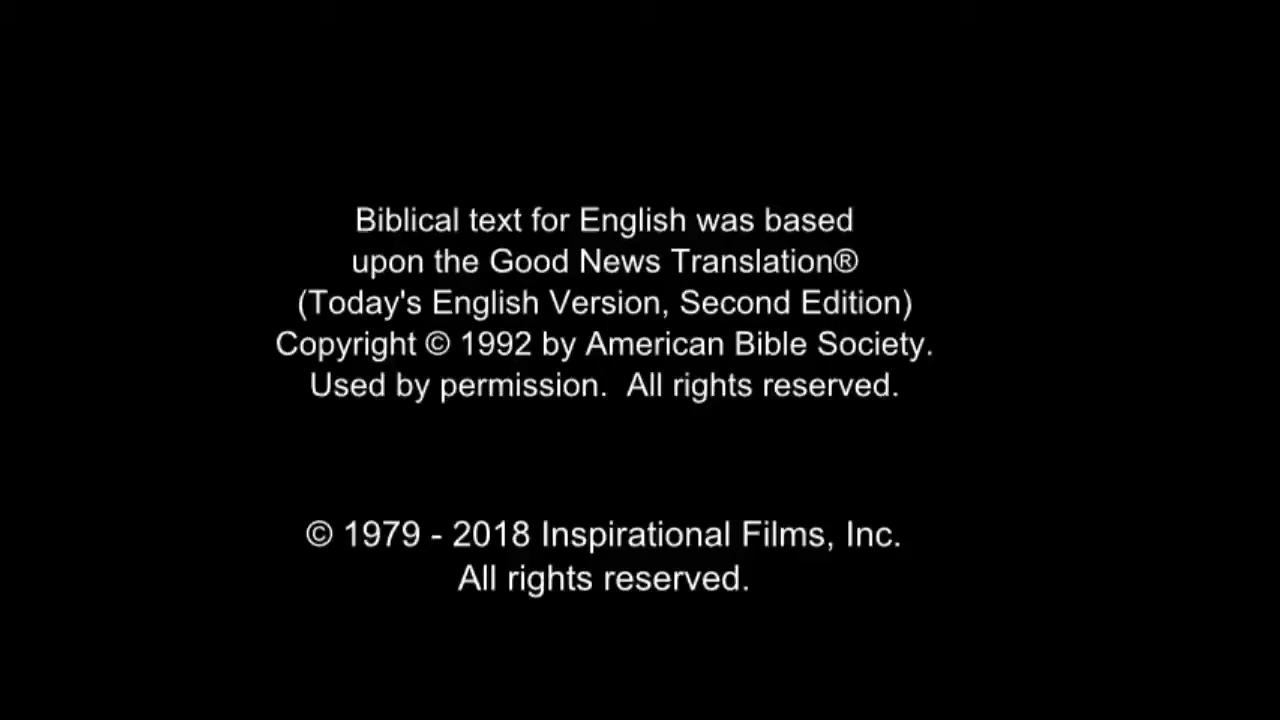 Biblical text for English was based
upon the Good News Translation®
(Today's English Version, Second Edition)
Copyright © 1992 by American Bible Society.
Used by permission.  All rights reserved.
© 1979 - 2018 Inspirational Films, Inc.
All rights reserved.